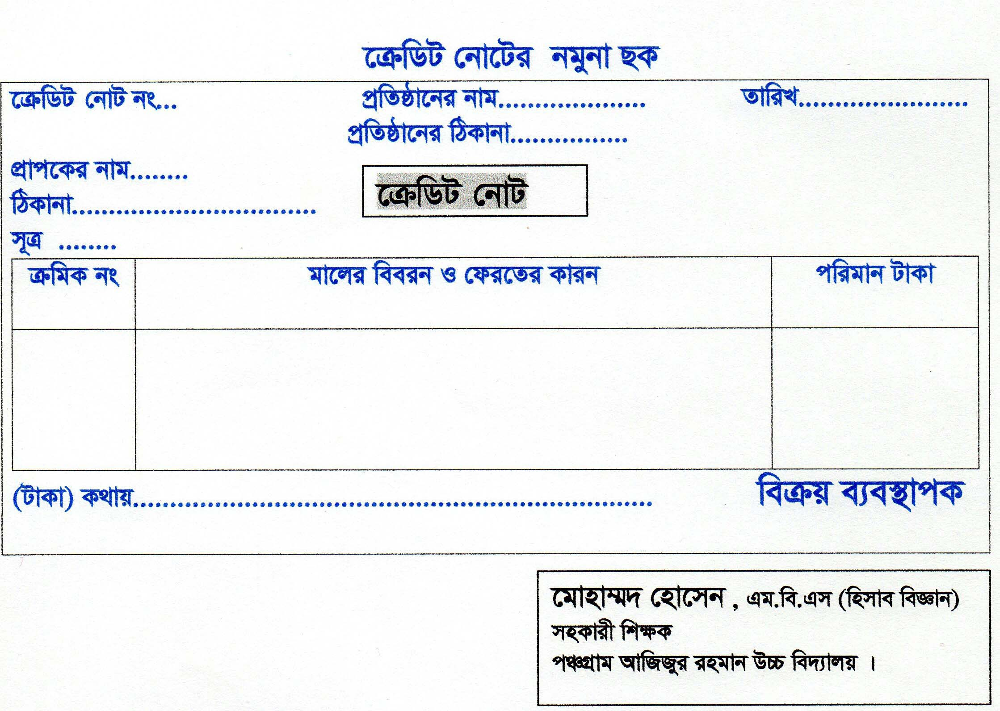 ক্রেডিট নোটের নমুনা ছক
ক্রেডিট নোট নং... প্রতিষ্ঠানের নাম.................... তারিখ.......................
প্রতিষ্ঠানের ঠিকানা................
প্রাপকের নাম........
ক্রেডিট নোট
ঠিকানা.................................
সূত্র ........
ক্রমিক নং মালের বিবরন ও ফেরতের কারন পরিমান টাকা
(টাকা) কথায়...................................................................... বিক্রয় ব্যবস্থাপক
মোহাম্মদ হোসেন , এম.বি.এস (হিসাব বিজ্ঞান)
সহকারী শিক্ষক
পঞ্চগ্রাম আজিজুর রহমান উচ্চ বিদ্যালয় ।